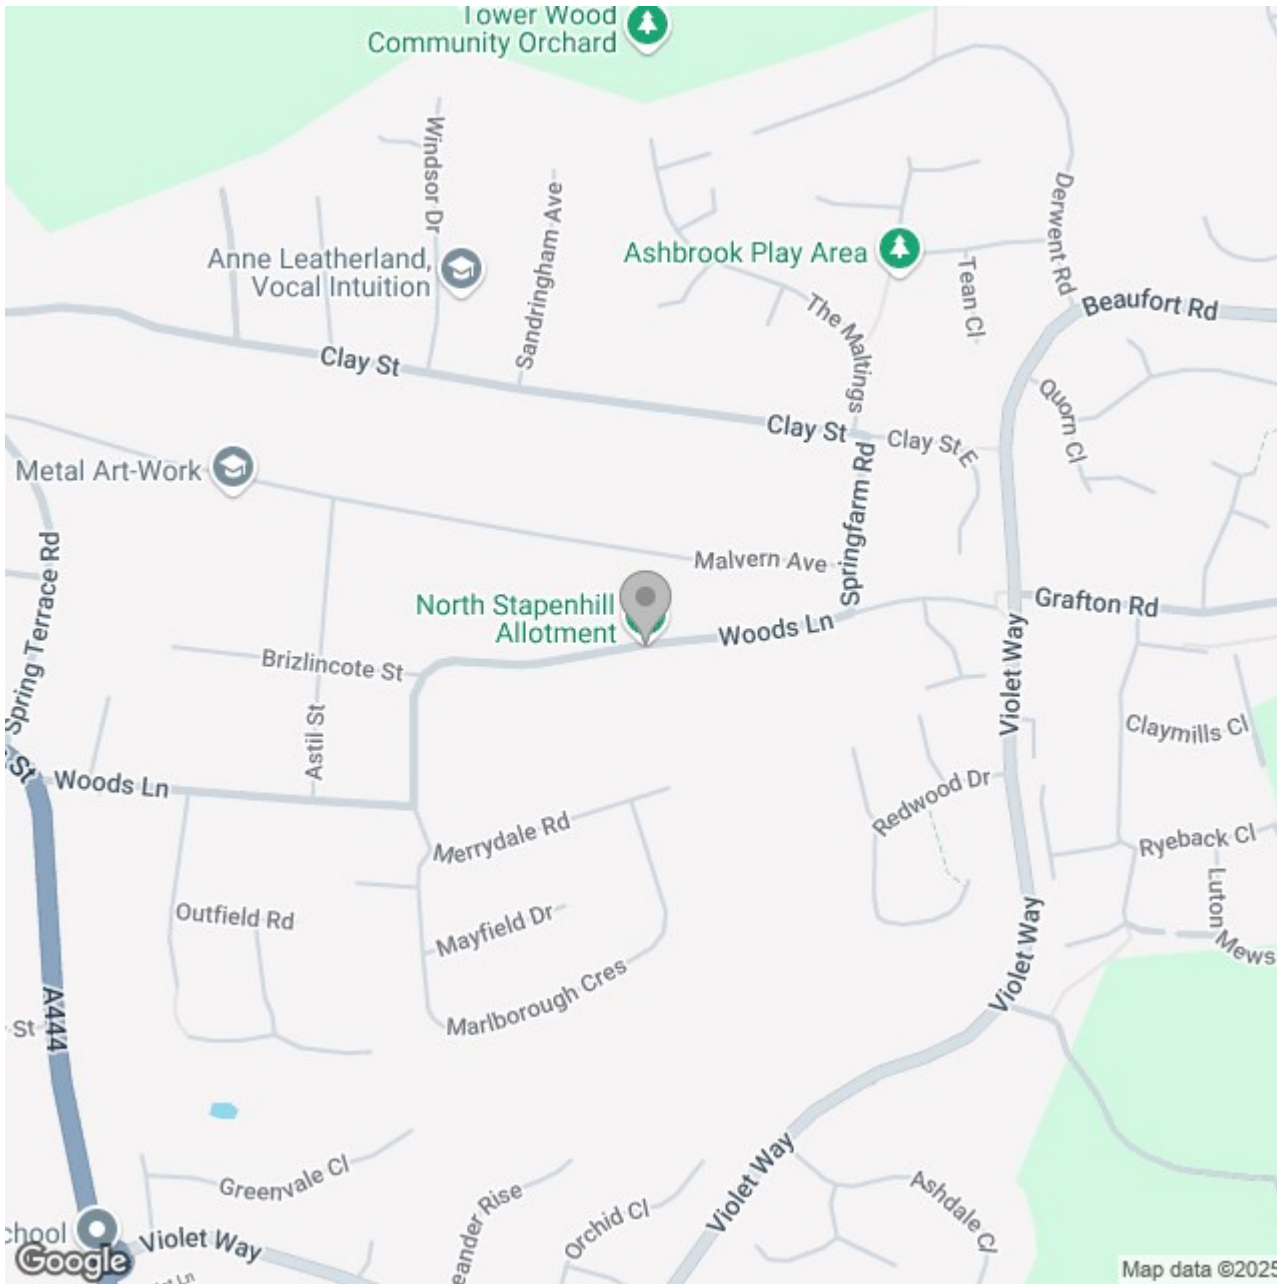 Tower Wood
Community Orchard
Windsor Dr
Sandringham Ave
Derwent Rd
Anne Leatherland,
Vocal Intuition
Ashbrook Play Area
Tean Cl
Beaufort Rd
The Maltings
Clay St
Quorn Cl
Clay St
Clay St E
Metal Art-Work
Springfarm Rd
Malvern Ave
Spring Terrace Rd
North Stapenhill
Allotment
Woods Ln
Grafton Rd
Brizlincote St
Violet Way
Astil St
Claymills Cl
St
Woods Ln
Redwood Dr
Merrydale Rd
Ryeback Cl
Luton Mews
Outfield Rd
Mayfield Dr
Violet Way
Marlborough Cres
A444
St
Greenvale Cl
Violet Way
Ashdale Cl
eander Rise
Orchid Cl
chool
Violet Way
Google
Ln
Map data ©2025